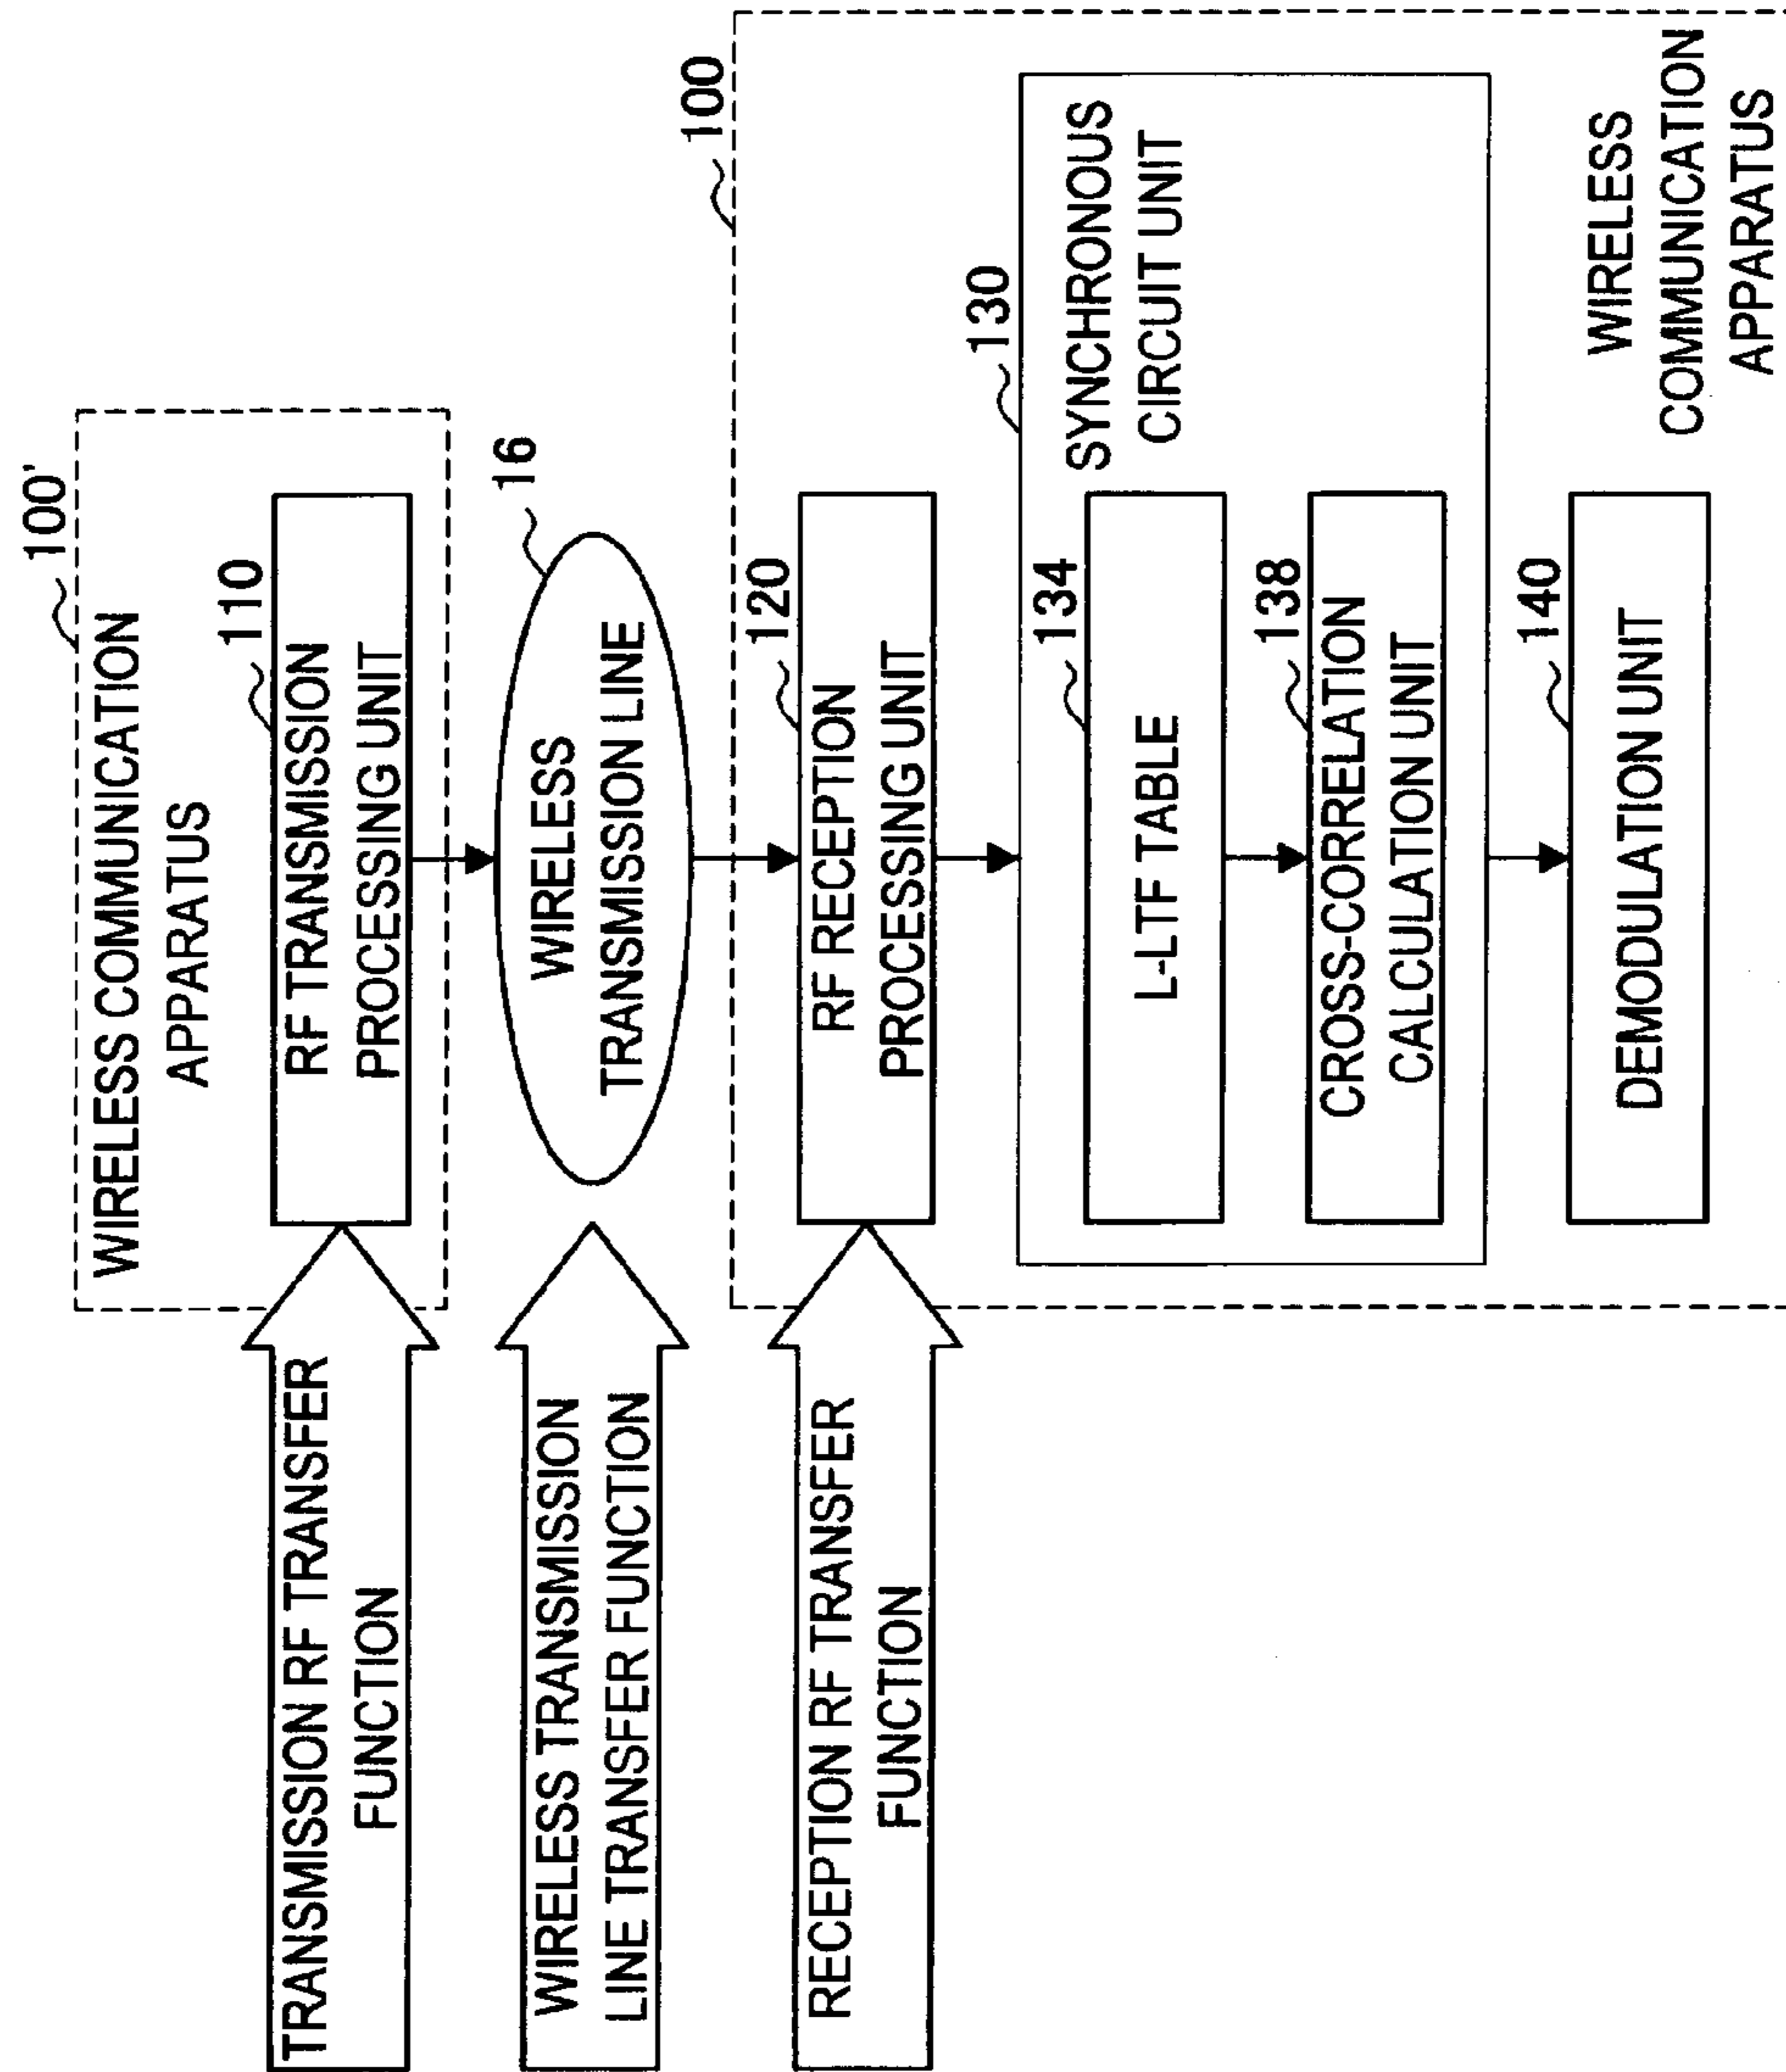 100'
WIRELESS COMMUNICATION
APPARATUS
110
RF TRANSMISSION
PROCESSING UNIT
TRANSMISSION RF TRANSFER
FUNCTION
16
WIRELESS
TRANSMISSION LINE
WIRELESS TRANSMISSION
LINE TRANSFER FUNCTION
100
120
RF RECEPTION
PROCESSING UNIT
RECEPTION RF TRANSFER
FUNCTION
130
SYNCHRONOUS
CIRCUIT UNIT
134
L-LTF TABLE
138
CROSS-CORRELATION
CALCULATION UNIT
140
DEMODULATION UNIT
WIRELESS
COMMUNICATION
APPARATUS